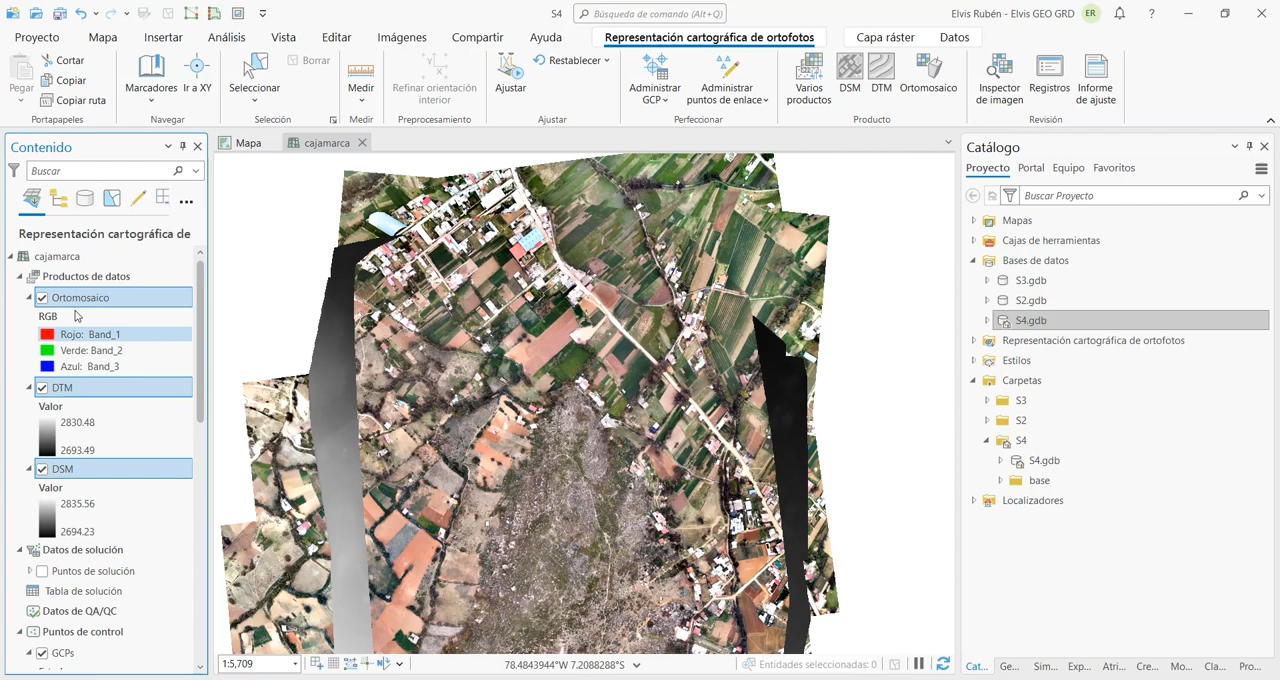 S4
Búsqueda de comando (Alt+Q)
Elvis Rubén - Elvis GEO GRD
ER
?
Proyecto
Mapa
Insertar
Análisis
Vista
Editar
Imágenes
Compartir
Ayuda
Representación cartográfica de ortofotos
Capa ráster
Datos
Pegar
Cortar
Copiar
Copiar ruta
Portapapeles
Marcadores
Ir a XY
Navegar
Seleccionar
Borrar
Selección
Medir
Medir
Refinar orientación
interior
Preprocesamiento
Ajustar
Restablecer
Ajustar
Administrar
GCP
Administrar
puntos de enlace
Perfeccionar
Varios
productos
DSM
DTM
Ortomosaico
Producto
Inspector
de imagen
Registros
Informe
de ajuste
Revisión
Contenido
Buscar
Representación cartográfica de
cajamarca
Productos de datos
Ortomosaico
RGB
Rojo: Band_1
Verde: Band_2
Azul: Band_3
DTM
Valor
2830.48
2693.49
DSM
Valor
2835.56
2694.23
Datos de solución
Puntos de solución
Tabla de solución
Datos de QA/QC
Puntos de control
GCPs
Mapa
cajamarca
1:5,709
78.4843944°W 7.2088288°S
Entidades seleccionadas: 0
Catálogo
Proyecto
Portal
Equipo
Favoritos
Buscar Proyecto
Mapas
Cajas de herramientas
Bases de datos
S3.gdb
S2.gdb
S4.gdb
Representación cartográfica de ortofotos
Estilos
Carpetas
S3
S2
S4
S4.gdb
base
Localizadores
Cat...
Ge...
Sim...
Exp...
Atri...
Cre...
Mo...
Cla...
Pro...